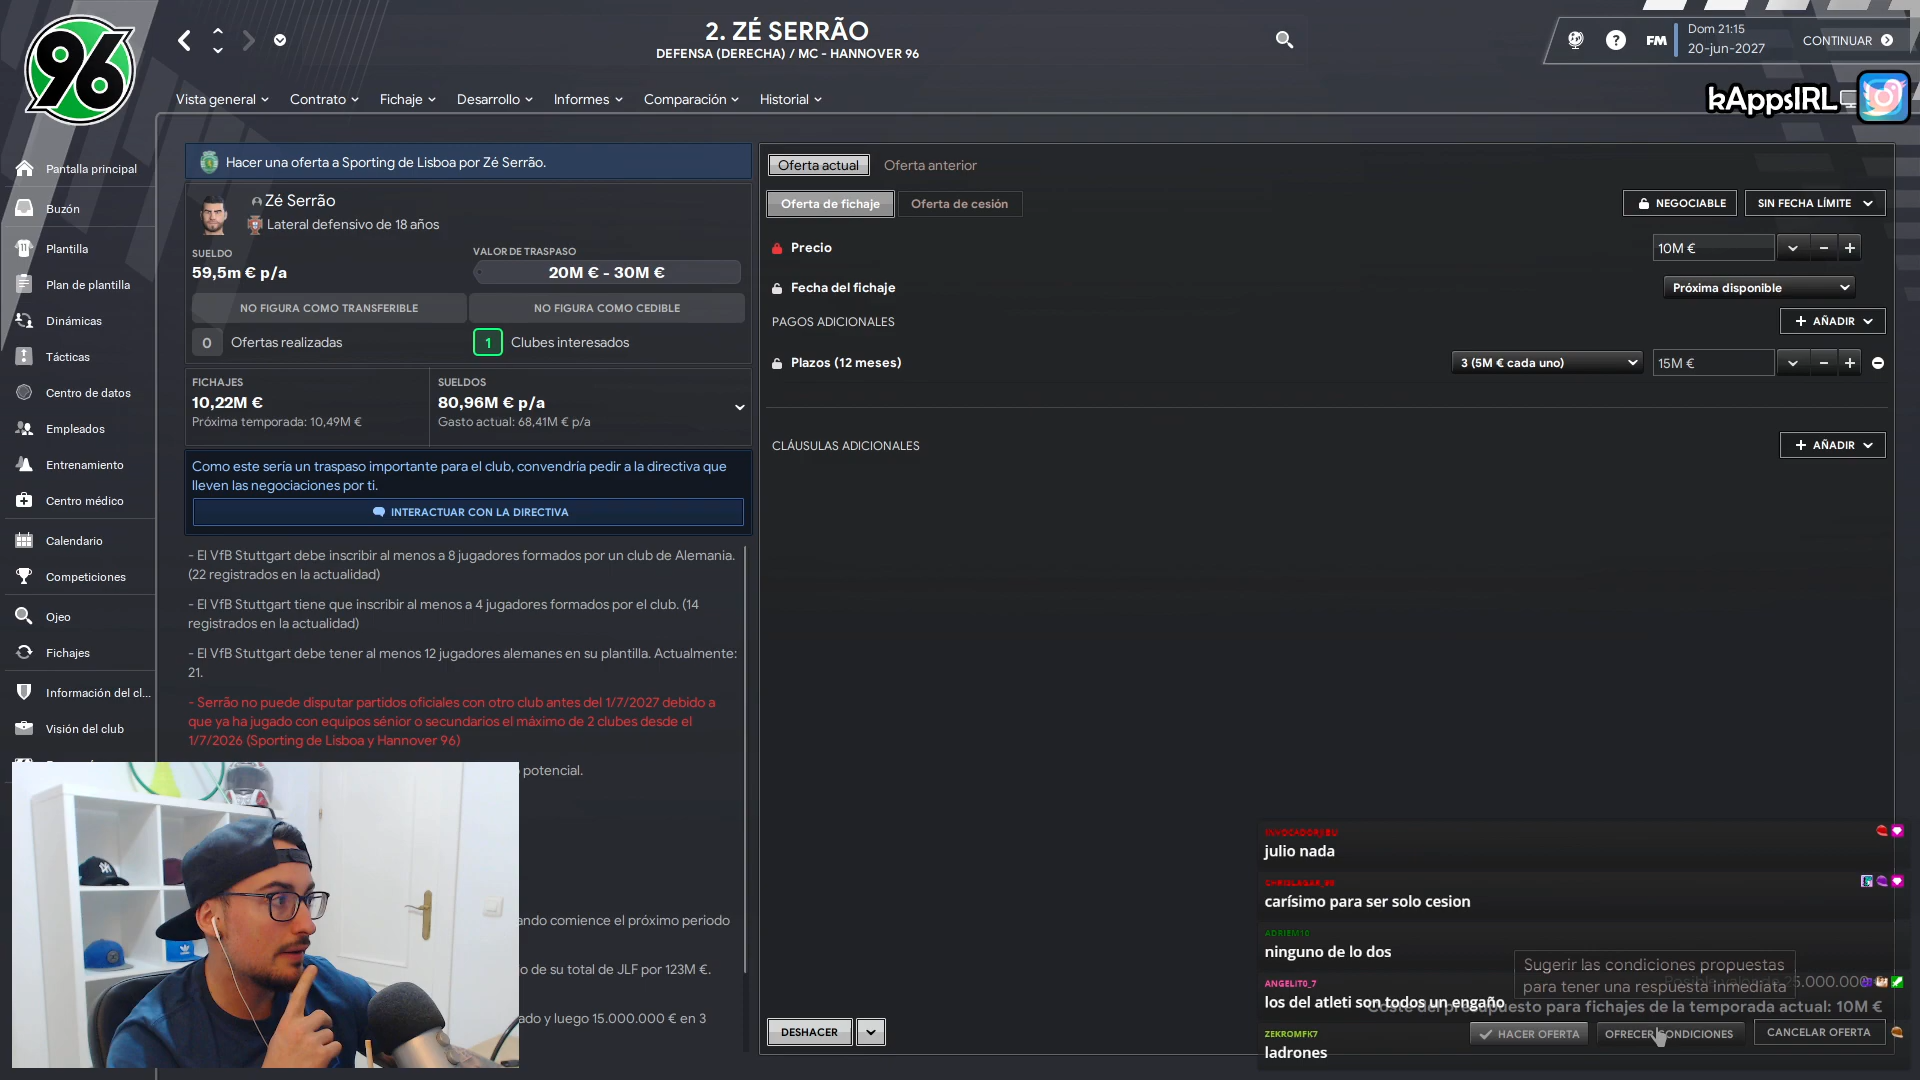 96
2. ZÉ SERRÃO
DEFENSA (DERECHA) / MC - HANNOVER 96
FM
Dom 21:15
20-jun-2027
CONTINUAR
kAppsIRL
Vista general
Contrato
Fichaje
Desarrollo
Informes
Comparación
Historial
Pantalla principal
Buzón
Plantilla
Plan de plantilla
Dinámicas
Tácticas
Centro de datos
Empleados
Entrenamiento
Centro médico
Calendario
Competiciones
Ojeo
Fichajes
Información del cl...
Visión del club
Hacer una oferta a Sporting de Lisboa por Zé Serrão.
Zé Serrão
Lateral defensivo de 18 años
SUELDO
59,5m € p/a
VALOR DE TRASPASO
20M € - 30M €
NO FIGURA COMO TRANSFERIBLE
NO FIGURA COMO CEDIBLE
0 Ofertas realizadas
1 Clubes interesados
FICHAJES
10,22M €
Próxima temporada: 10,49M €
SUELDOS
80,96M € p/a
Gasto actual: 68,41M € p/a
Como este sería un traspaso importante para el club, convendría pedir a la directiva que
lleven las negociaciones por ti.
INTERACTUAR CON LA DIRECTIVA
- El VfB Stuttgart debe inscribir al menos a 8 jugadores formados por un club de Alemania.
(22 registrados en la actualidad)
- El VfB Stuttgart tiene que inscribir al menos a 4 jugadores formados por el club. (14
registrados en la actualidad)
- El VfB Stuttgart debe tener al menos 12 jugadores alemanes en su plantilla. Actualmente:
21.
- Serrão no puede disputar partidos oficiales con otro club antes del 1/7/2027 debido a
que ya ha jugado con equipos sénior o secundarios el máximo de 2 clubes desde el
1/7/2026 (Sporting de Lisboa y Hannover 96)
potencial.
ando comience el próximo periodo
o de su total de JLF por 123M €.
ado y luego 15.000.000 € en 3
Oferta actual
Oferta anterior
Oferta de fichaje
Oferta de cesión
NEGOCIABLE
SIN FECHA LÍMITE
Precio
10M €
Fecha del fichaje
Próxima disponible
PAGOS ADICIONALES
AÑADIR
Plazos (12 meses)
3 (5M € cada uno)
15M €
CLÁUSULAS ADICIONALES
AÑADIR
julio nada
carísimo para ser solo cesion
ADRIEM10
ninguno de lo dos
Sugerir las condiciones propuestas
para tener una respuesta inmediata
ANGELIT0_7
los del atleti son todos un engaño
Coste del presupuesto para fichajes de la temporada actual: 10M €
ZEKROMFK7
ladrones
DESHACER
HACER OFERTA
OFRECER CONDICIONES
CANCELAR OFERTA